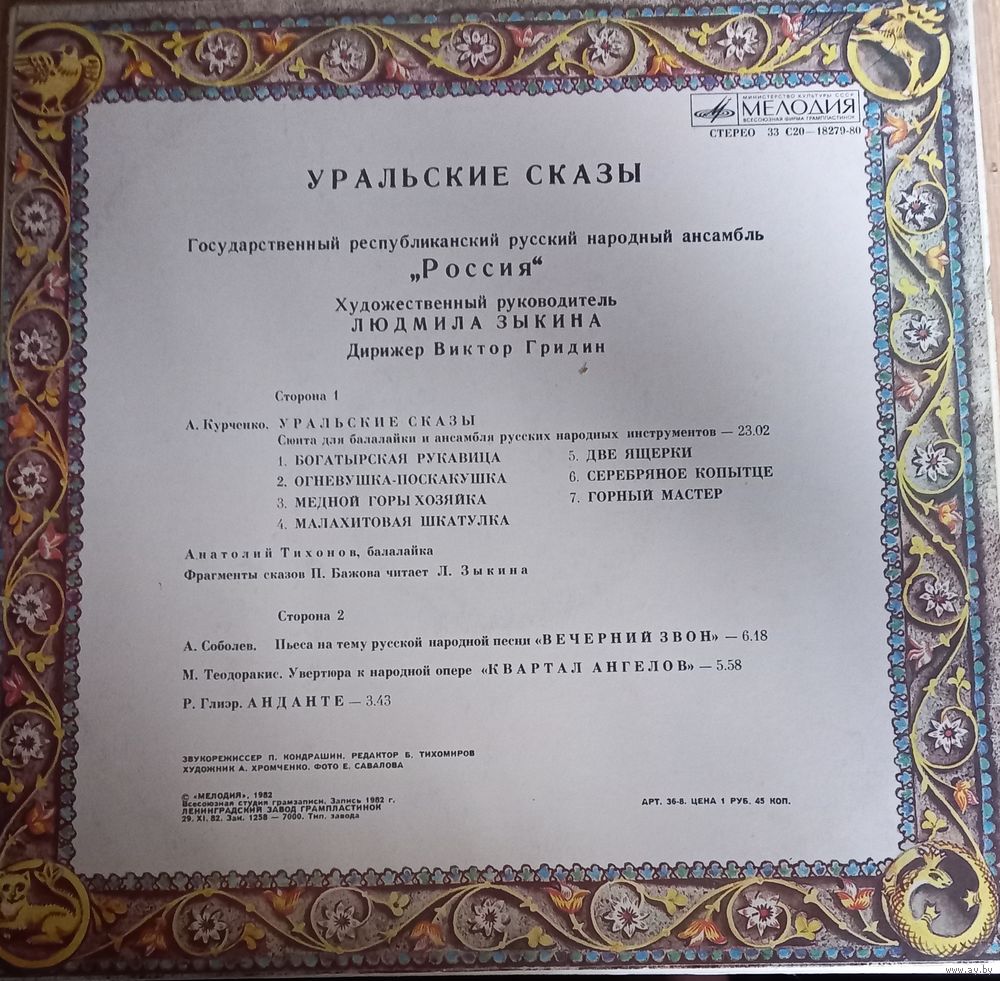 МИНИСТЕРСТВО КУЛЬТУРЫ СССР
МЕЛОДИЯ
ВСЕСОЮЗНАЯ ФИРМА ГРАМПЛАСТИНОК
СТЕРЕО 33 С20—18279-80
УРАЛЬСКИЕ СКАЗЫ
Государственный республиканский русский народный ансамбль
„Россия“
Художественный руководитель
ЛЮДМИЛА ЗЫКИНА
Дирижер Виктор Гридин
Сторона 1
А. Курченко. УРАЛЬСКИЕ СКАЗЫ
Сюита для балалайки и ансамбля русских народных инструментов — 23.02
1. БОГАТЫРСКАЯ РУКАВИЦА
2. ОГНЕВУШКА-ПОСКАКУШКА
3. МЕДНОЙ ГОРЫ ХОЗЯЙКА
4. МАЛАХИТОВАЯ ШКАТУЛКА
5. ДВЕ ЯЩЕРКИ
6. СЕРЕБРЯНОЕ КОПЫТЦЕ
7. ГОРНЫЙ МАСТЕР
Анатолий Тихонов, балалайка
Фрагменты сказов П. Бажова читает Л. Зыкина
Сторона 2
А. Соболев. Пьеса на тему русской народной песни «ВЕЧЕРНИЙ ЗВОН» — 6.18
М. Теодоракис. Увертюра к народной опере «КВАРТАЛ АНГЕЛОВ» — 5.58
Р. Глиэр. АНДАНТЕ — 3.43
ЗВУКОРЕЖИССЕР П. КОНДРАШИН. РЕДАКТОР Б. ТИХОМИРОВ
ХУДОЖНИК А. ХРОМЧЕНКО. ФОТО Е. САВАЛОВА
© «МЕЛОДИЯ», 1982
Всесоюзная студия грамзаписи. Запись 1982 г.
ЛЕНИНГРАДСКИЙ ЗАВОД ГРАМПЛАСТИНОК
29. XI. 82. Зак. 1258 — 7000. Тип. завода
АРТ. 36-8. ЦЕНА 1 РУБ. 45 КОП.
www.ay.by